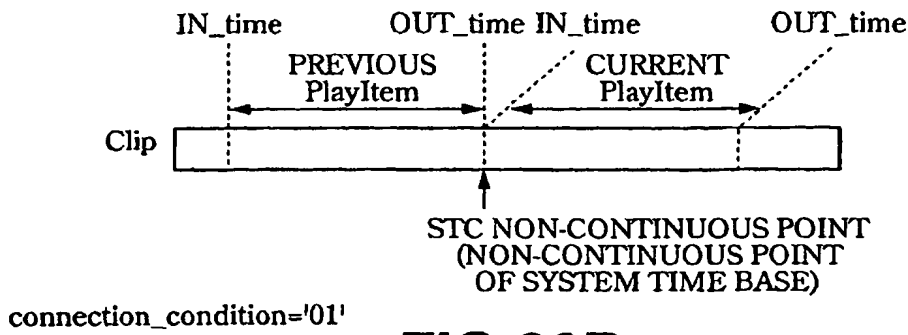 IN_time OUT_time IN_time OUT_time
PREVIOUS PlayItem
CURRENT PlayItem
Clip
STC NON-CONTINUOUS POINT
(NON-CONTINUOUS POINT
OF SYSTEM TIME BASE)
connection_condition='01'